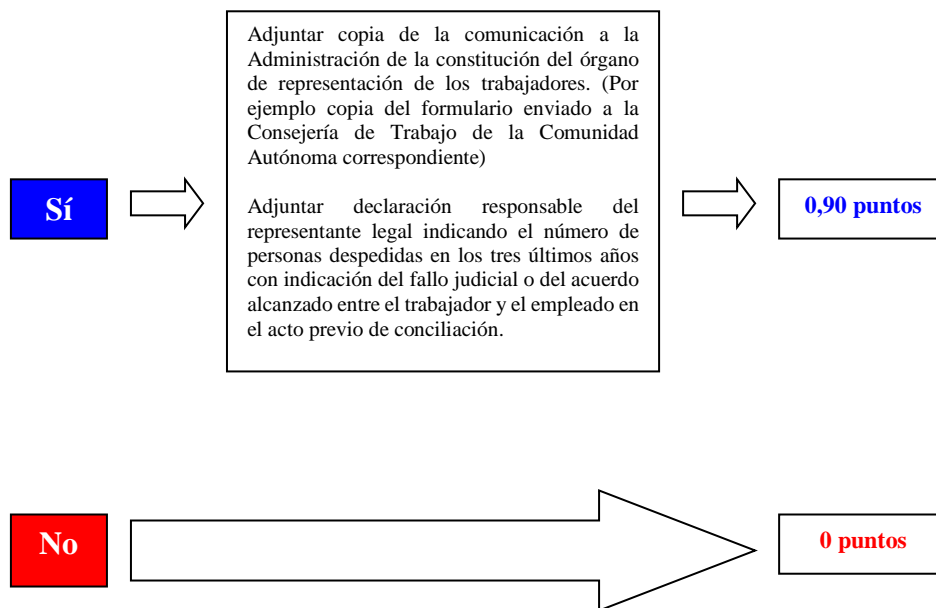 Adjuntar copia de la comunicación a la
Administración de la constitución del órgano
de representación de los trabajadores. (Por
ejemplo copia del formulario enviado a la
Consejería de Trabajo de la Comunidad
Autónoma correspondiente)
Sí
Adjuntar declaración responsable del
representante legal indicando el número de
personas despedidas en los tres últimos años
con indicación del fallo judicial o del acuerdo
alcanzado entre el trabajador y el empleado en
el acto previo de conciliación.
0,90 puntos
No
0 puntos